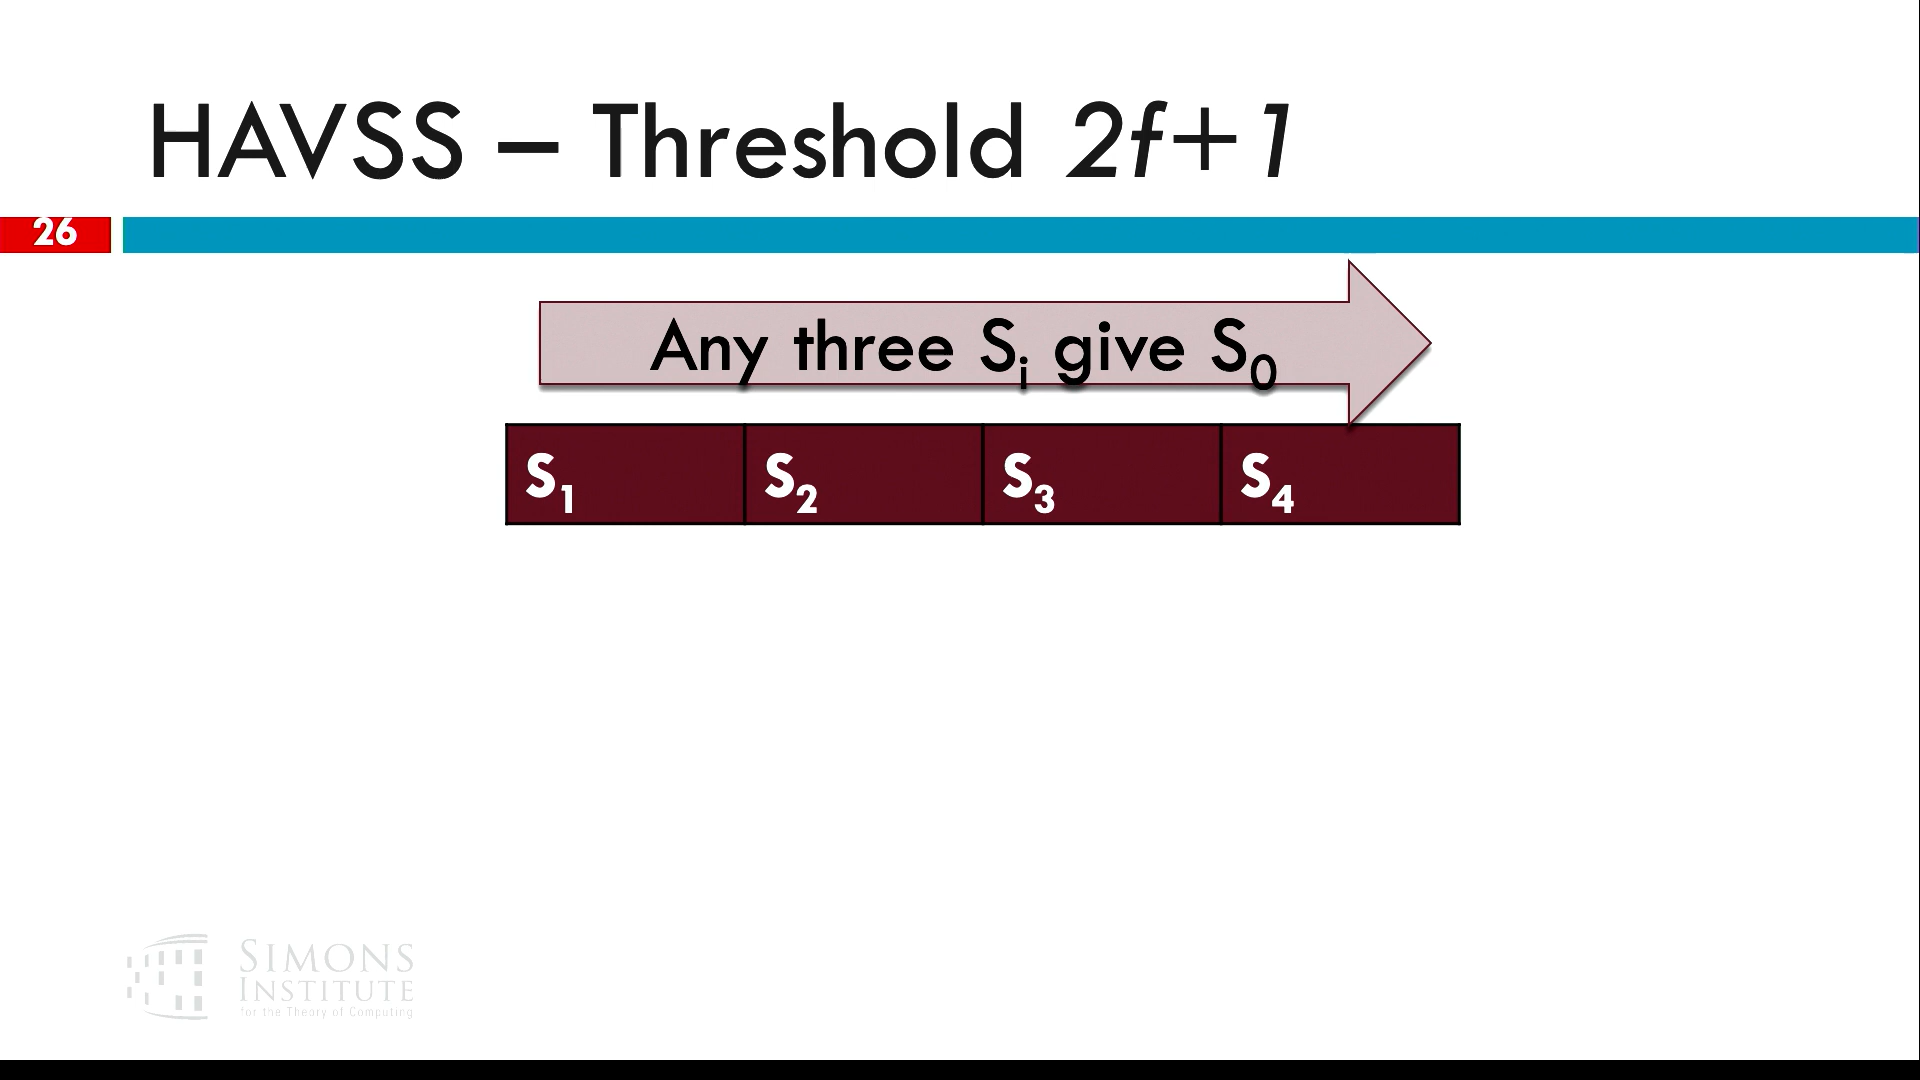 HAVSS – Threshold 2f+1
26
Any three Sᵢ give S₀
S₁ S₂ S₃ S₄
SIMONS
INSTITUTE
for the Theory of Computing